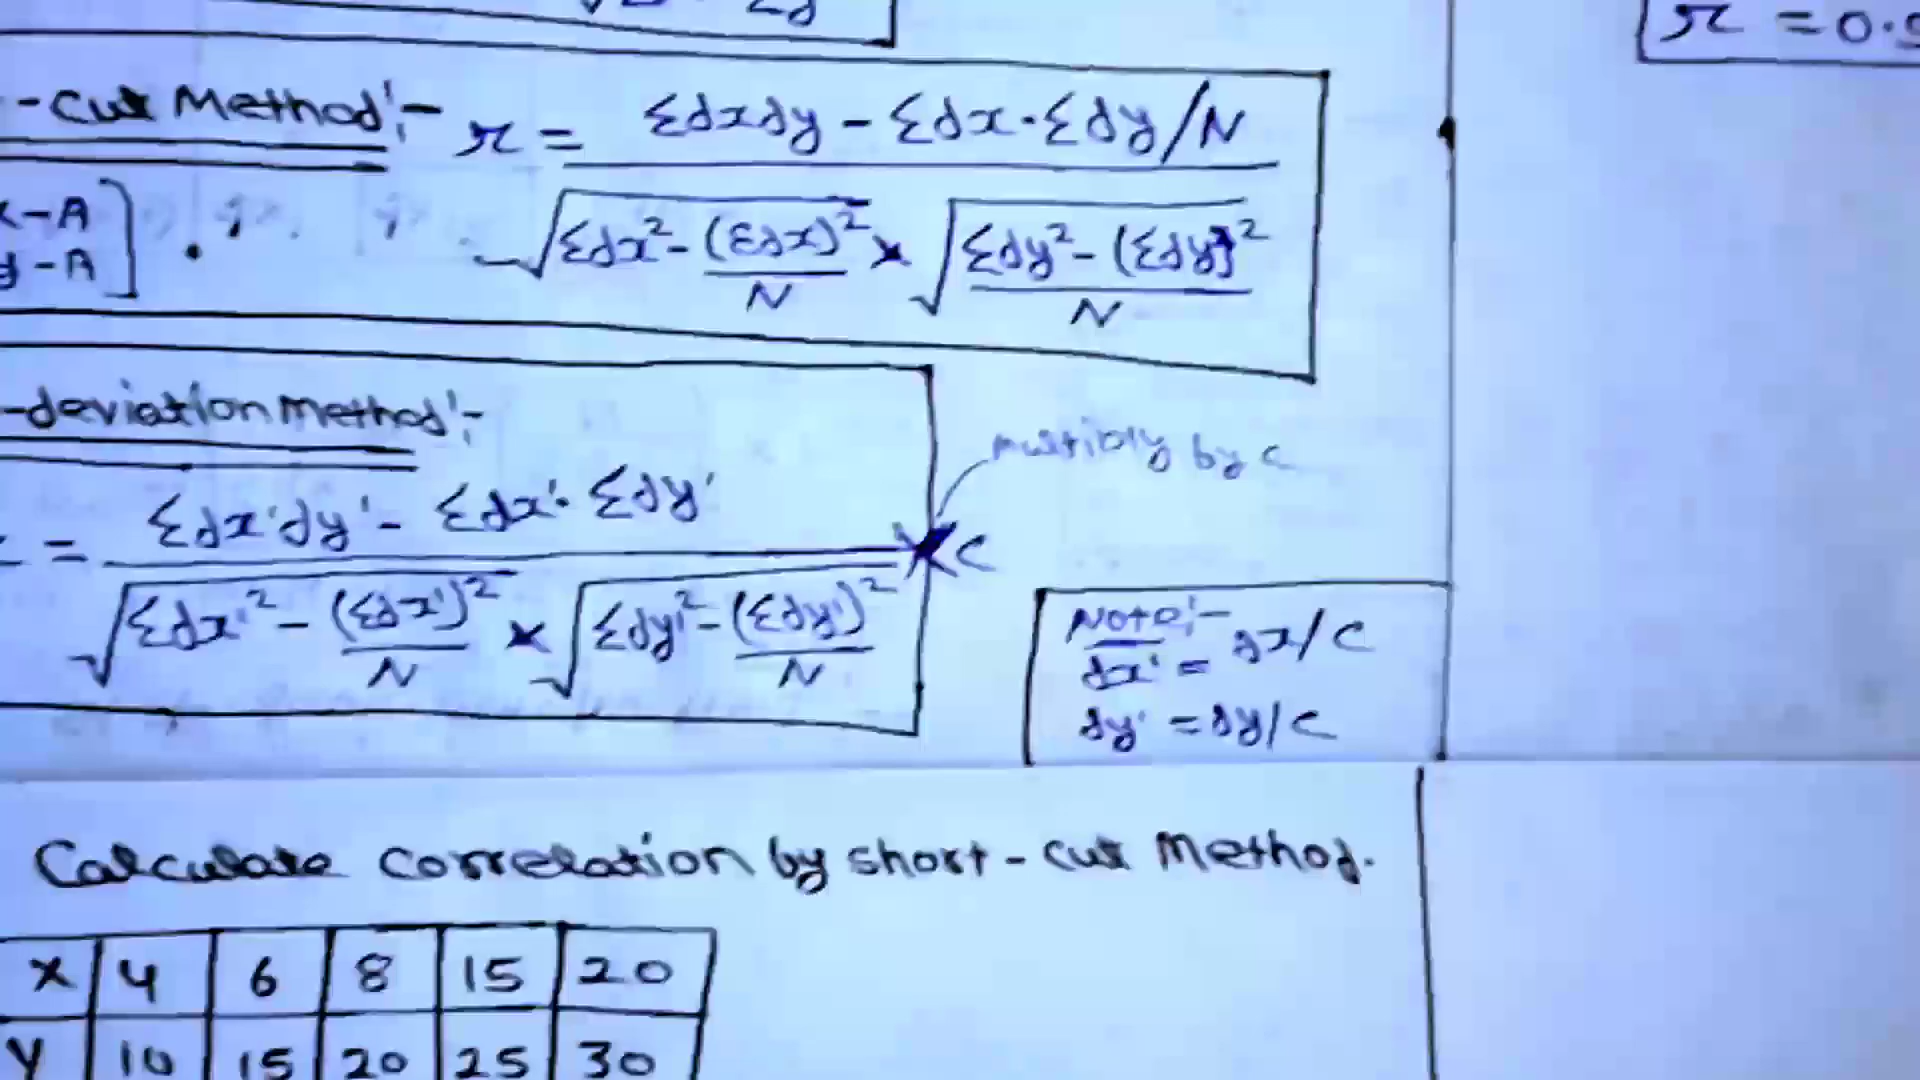 r = 0.9
-cut Method:- r = Σdxdy - Σdx·Σdy/N
√Σdx² - (Σdx)²/N × √Σdy² - (Σdy)²/N
x-A
y-A
-deviation method:-
multiply by c
= Σdx'dy' - Σdx'·Σdy' × c
√Σdx'² - (Σdx')²/N × √Σdy'² - (Σdy')²/N
Note:-
dx' = dx/c
dy' = dy/c
Calculate correlation by short-cut Method.
X 4 6 8 15 20
Y 10 15 20 25 30